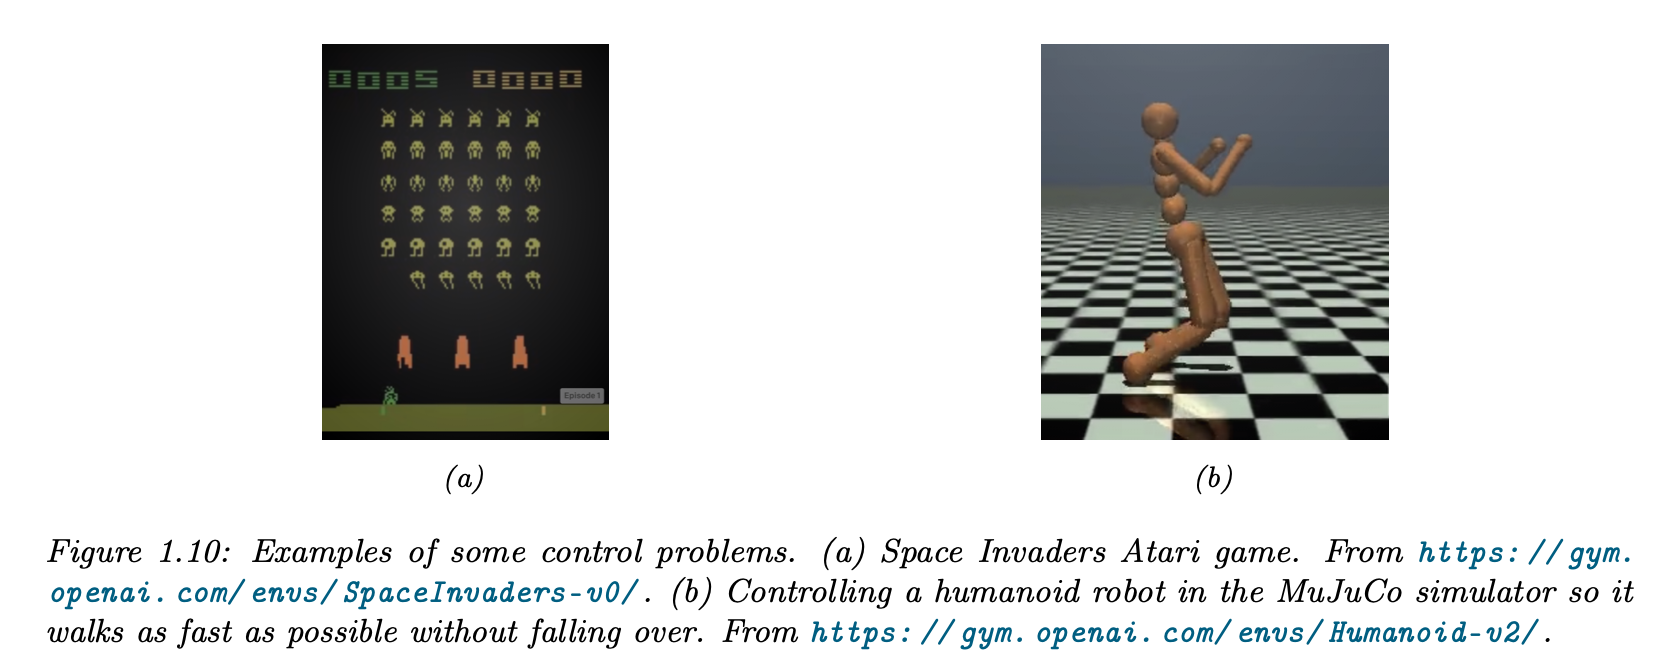 0005 0000
Episode 1
(a)
(b)
Figure 1.10: Examples of some control problems. (a) Space Invaders Atari game. From https://gym.
openai.com/envs/SpaceInvaders-v0/. (b) Controlling a humanoid robot in the MuJuCo simulator so it
walks as fast as possible without falling over. From https://gym.openai.com/envs/Humanoid-v2/.